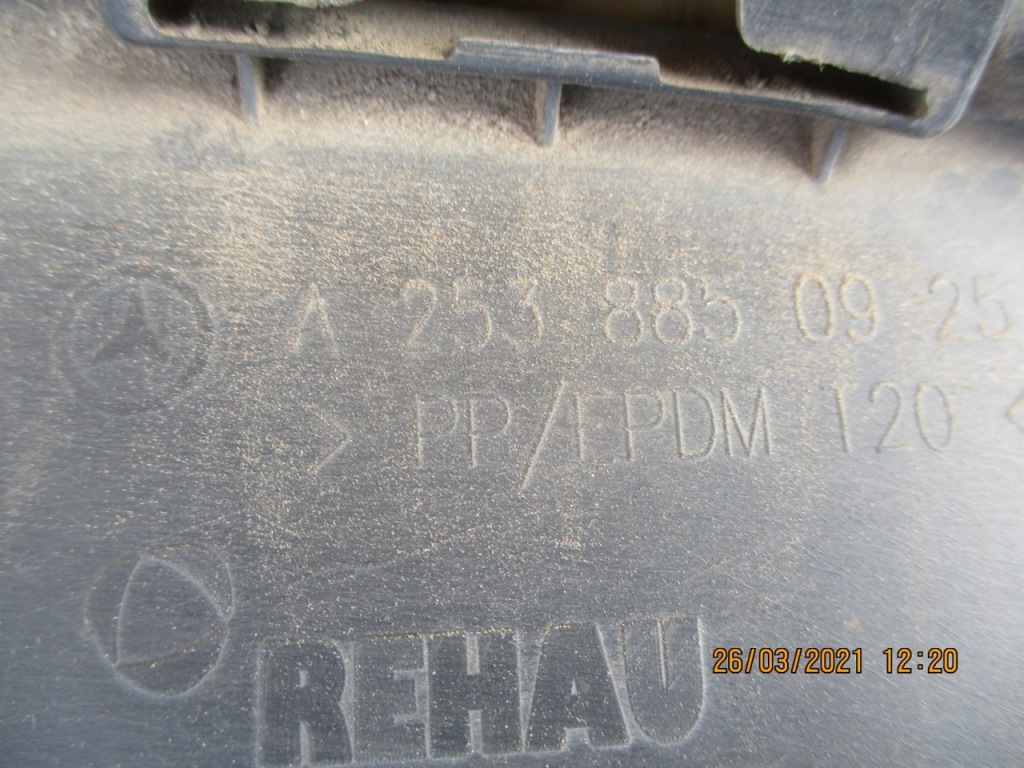 A 253 885 09 25
> PP/EPDM T20 <
REHAU
26/03/2021 12:20